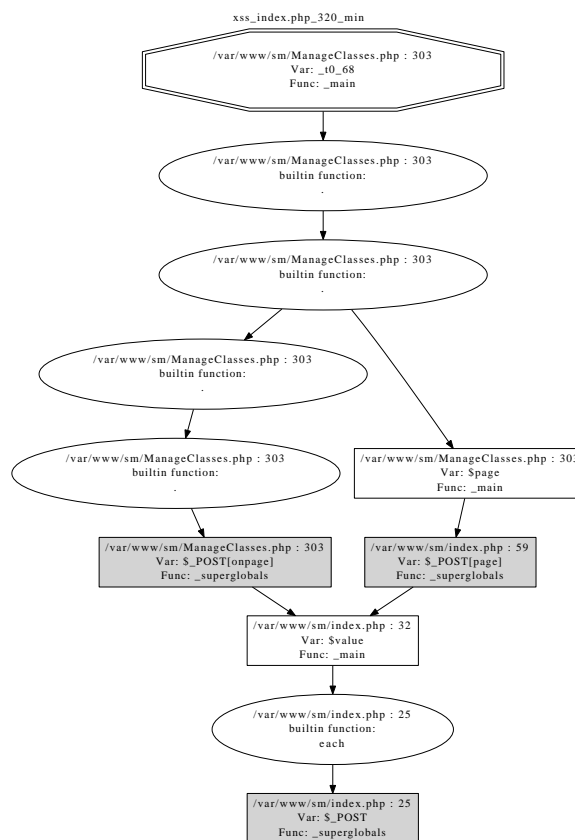 xss_index.php_320_min
/var/www/sm/ManageClasses.php : 303
Var: _t0_68
Func: _main
/var/www/sm/ManageClasses.php : 303
builtin function:
.
/var/www/sm/ManageClasses.php : 303
builtin function:
.
/var/www/sm/ManageClasses.php : 303
builtin function:
.
/var/www/sm/ManageClasses.php : 303
builtin function:
.
/var/www/sm/ManageClasses.php : 303
Var: $page
Func: _main
/var/www/sm/ManageClasses.php : 303
Var: $_POST[onpage]
Func: _superglobals
/var/www/sm/index.php : 59
Var: $_POST[page]
Func: _superglobals
/var/www/sm/index.php : 32
Var: $value
Func: _main
/var/www/sm/index.php : 25
builtin function:
each
/var/www/sm/index.php : 25
Var: $_POST
Func: _superglobals